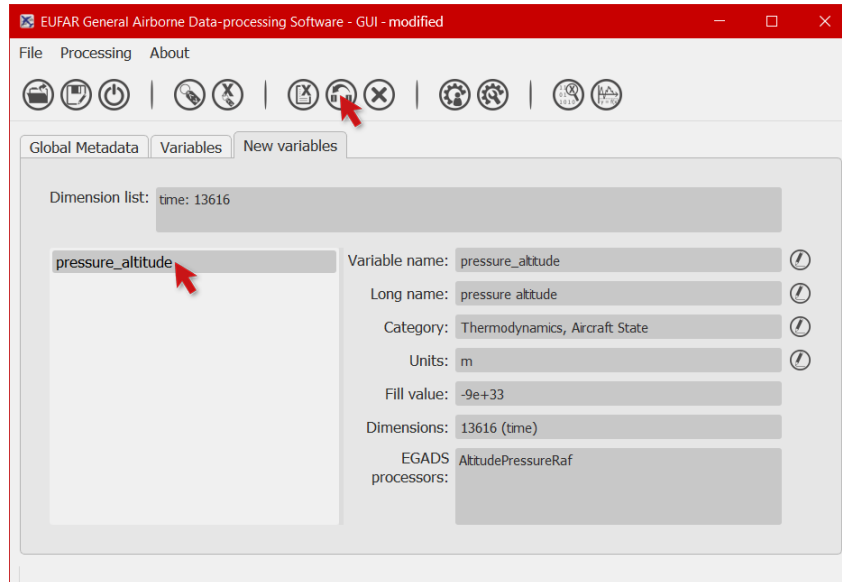 EUFAR General Airborne Data-processing Software - GUI - modified
File Processing About
Global Metadata Variables New variables
Dimension list: time: 13616
pressure_altitude
Variable name: pressure_altitude
Long name: pressure altitude
Category: Thermodynamics, Aircraft State
Units: m
Fill value: -9e+33
Dimensions: 13616 (time)
EGADS processors: AltitudePressureRaf